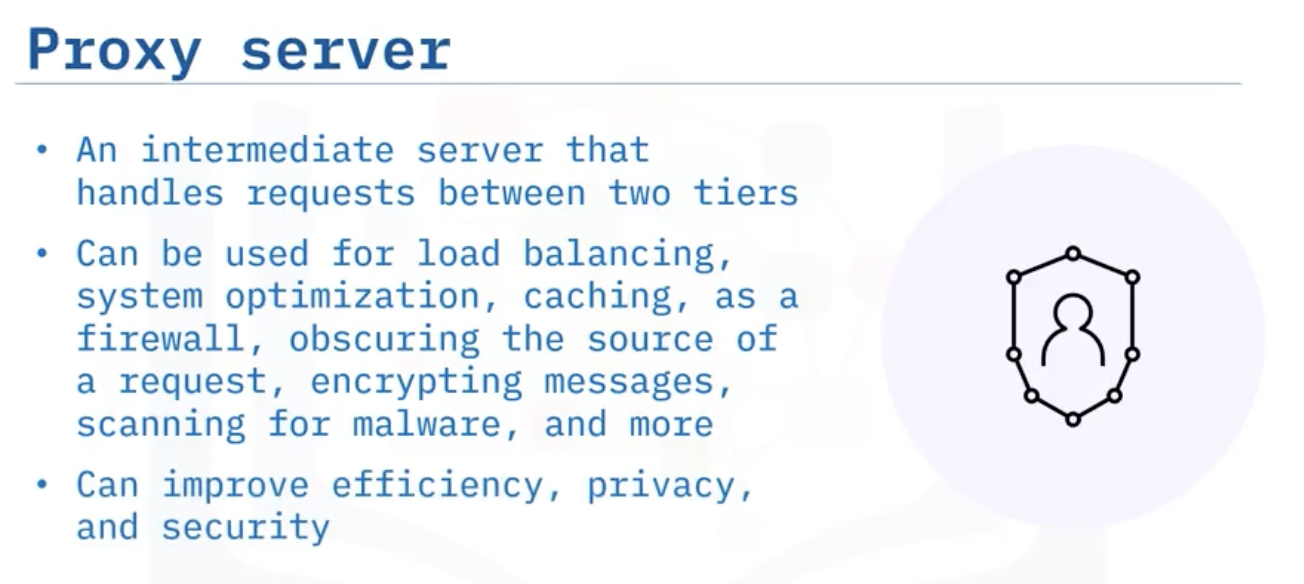 Proxy server
• An intermediate server that
handles requests between two tiers
• Can be used for load balancing,
system optimization, caching, as a
firewall, obscuring the source of
a request, encrypting messages,
scanning for malware, and more
• Can improve efficiency, privacy,
and security